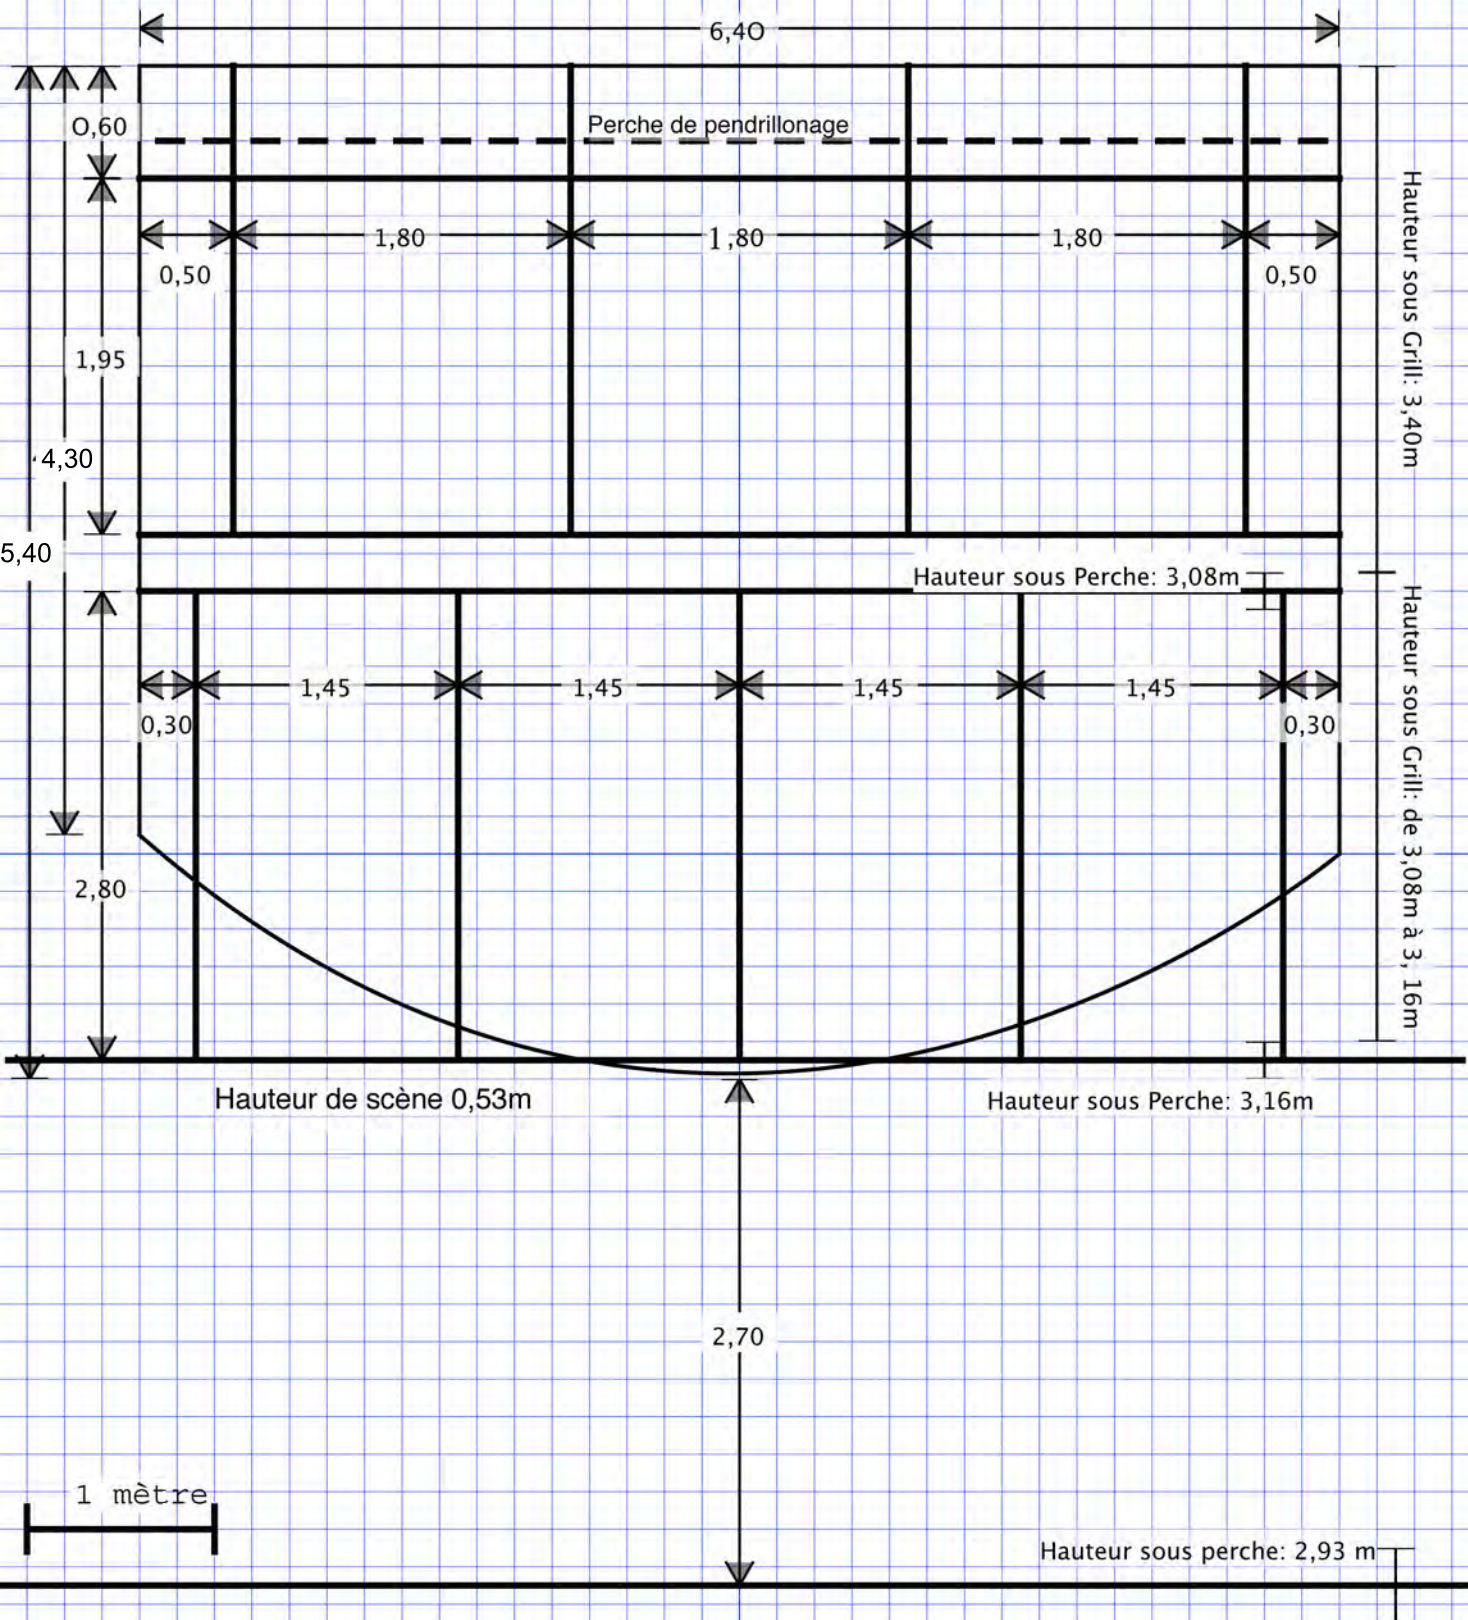 6,4O
O,60
Perche de pendrillonage
1,80
1,80
1,80
0,50
0,50
Hauteur sous Grill: 3,40m
1,95
4,30
5,40
Hauteur sous Perche: 3,08m
Hauteur sous Grill: de 3,08m à 3, 16m
1,45
1,45
1,45
1,45
0,30
0,30
2,80
Hauteur de scène 0,53m
Hauteur sous Perche: 3,16m
2,70
1 mètre
Hauteur sous perche: 2,93 m